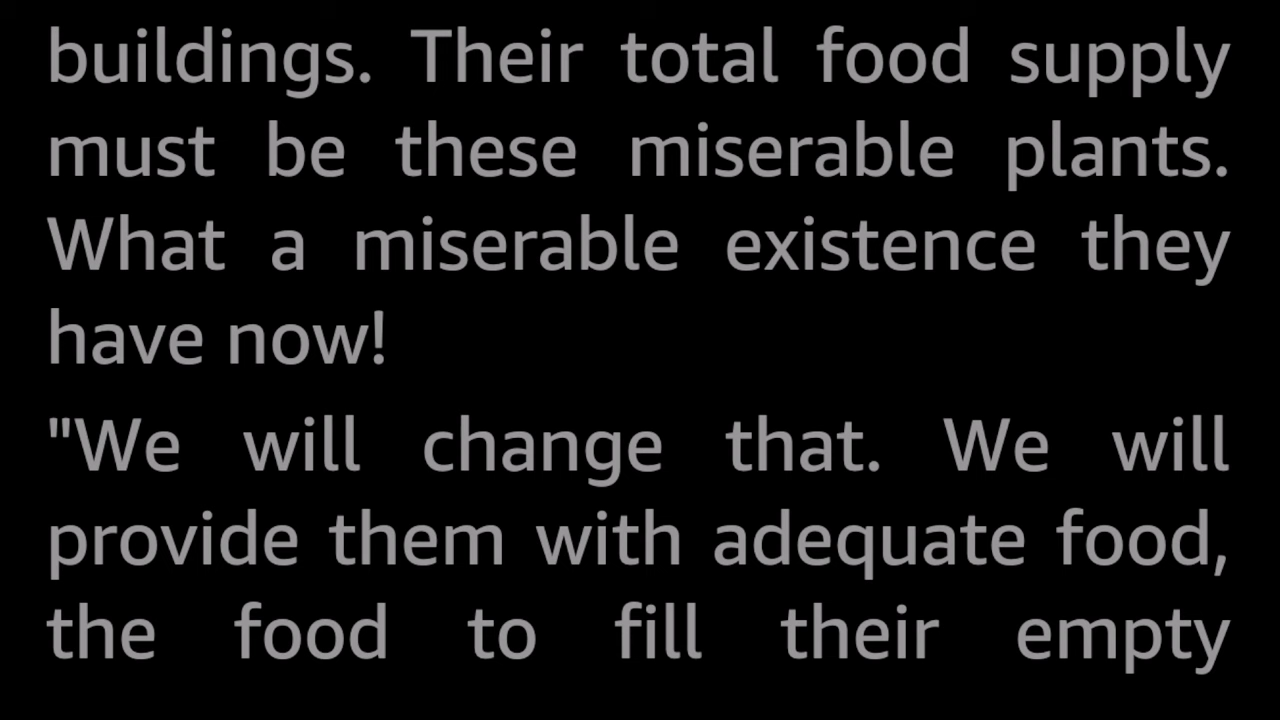 buildings. Their total food supply
must be these miserable plants.
What a miserable existence they
have now!
"We will change that. We will
provide them with adequate food,
the food to fill their empty